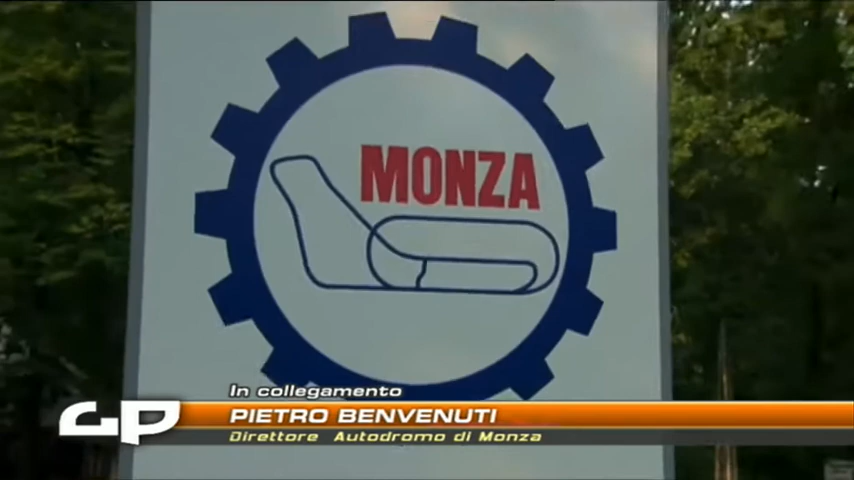 MONZA
In collegamento
GP
PIETRO BENVENUTI
Direttore Autodromo di Monza